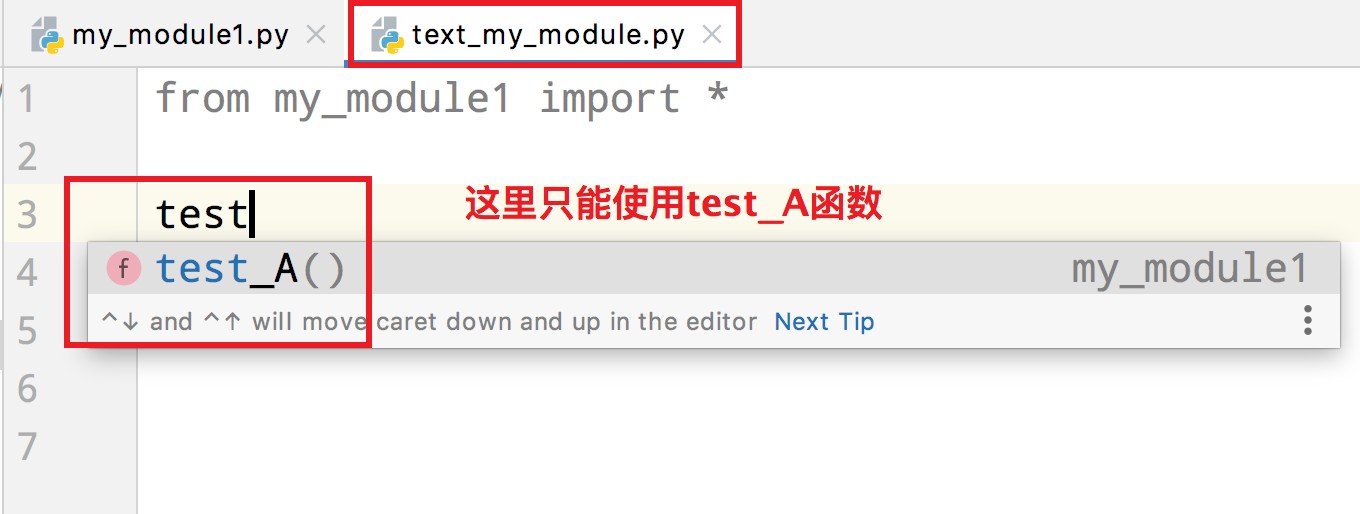 my_module1.py
text_my_module.py
1 from my_module1 import *
2
3 test
这里只能使用test_A函数
4 f test_A() my_module1
5 ^↓ and ^↑ will move caret down and up in the editor Next Tip
6
7